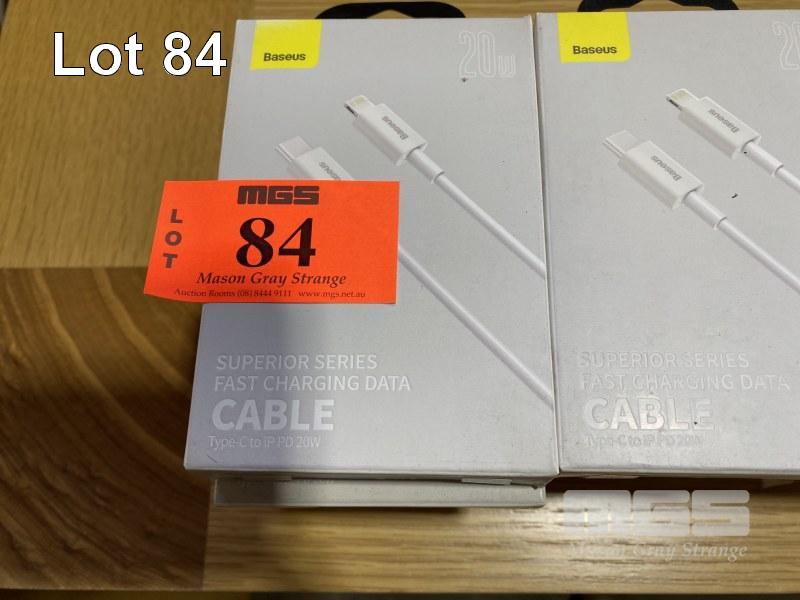 Lot 84
Baseus
20W
Baseus
Baseus
LOT
MGS
84
Mason Gray Strange
Auction Rooms (08) 8444 9111 www.mgs.net.au
SUPERIOR SERIES
FAST CHARGING DATA
CABLE
Type-C to iP PD 20W
Baseus
20
Baseus
Baseus
SUPERIOR SERIES
FAST CHARGING DATA
CABLE
Type-C to iP PD 20W
MGS
Mason Gray Strange